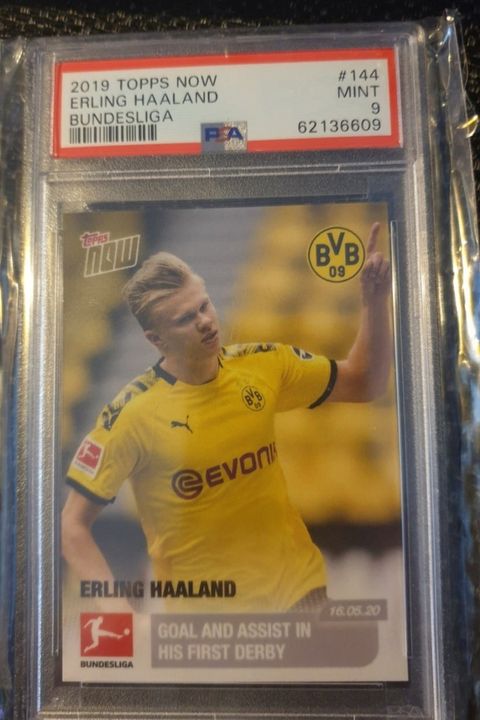 2019 TOPPS NOW #144
ERLING HAALAND MINT
BUNDESLIGA 9
PSA 62136609
TOPPS
NOW
BVB
09
BVB
09
EVONIK
ERLING HAALAND
16.05.20
GOAL AND ASSIST IN
HIS FIRST DERBY
BUNDESLIGA